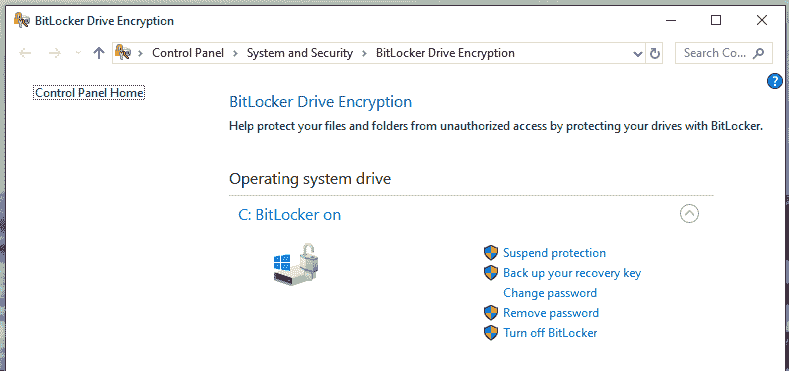 BitLocker Drive Encryption
Control Panel > System and Security > BitLocker Drive Encryption
Search Co...
Control Panel Home
BitLocker Drive Encryption
Help protect your files and folders from unauthorized access by protecting your drives with BitLocker.
Operating system drive
C: BitLocker on
Suspend protection
Back up your recovery key
Change password
Remove password
Turn off BitLocker